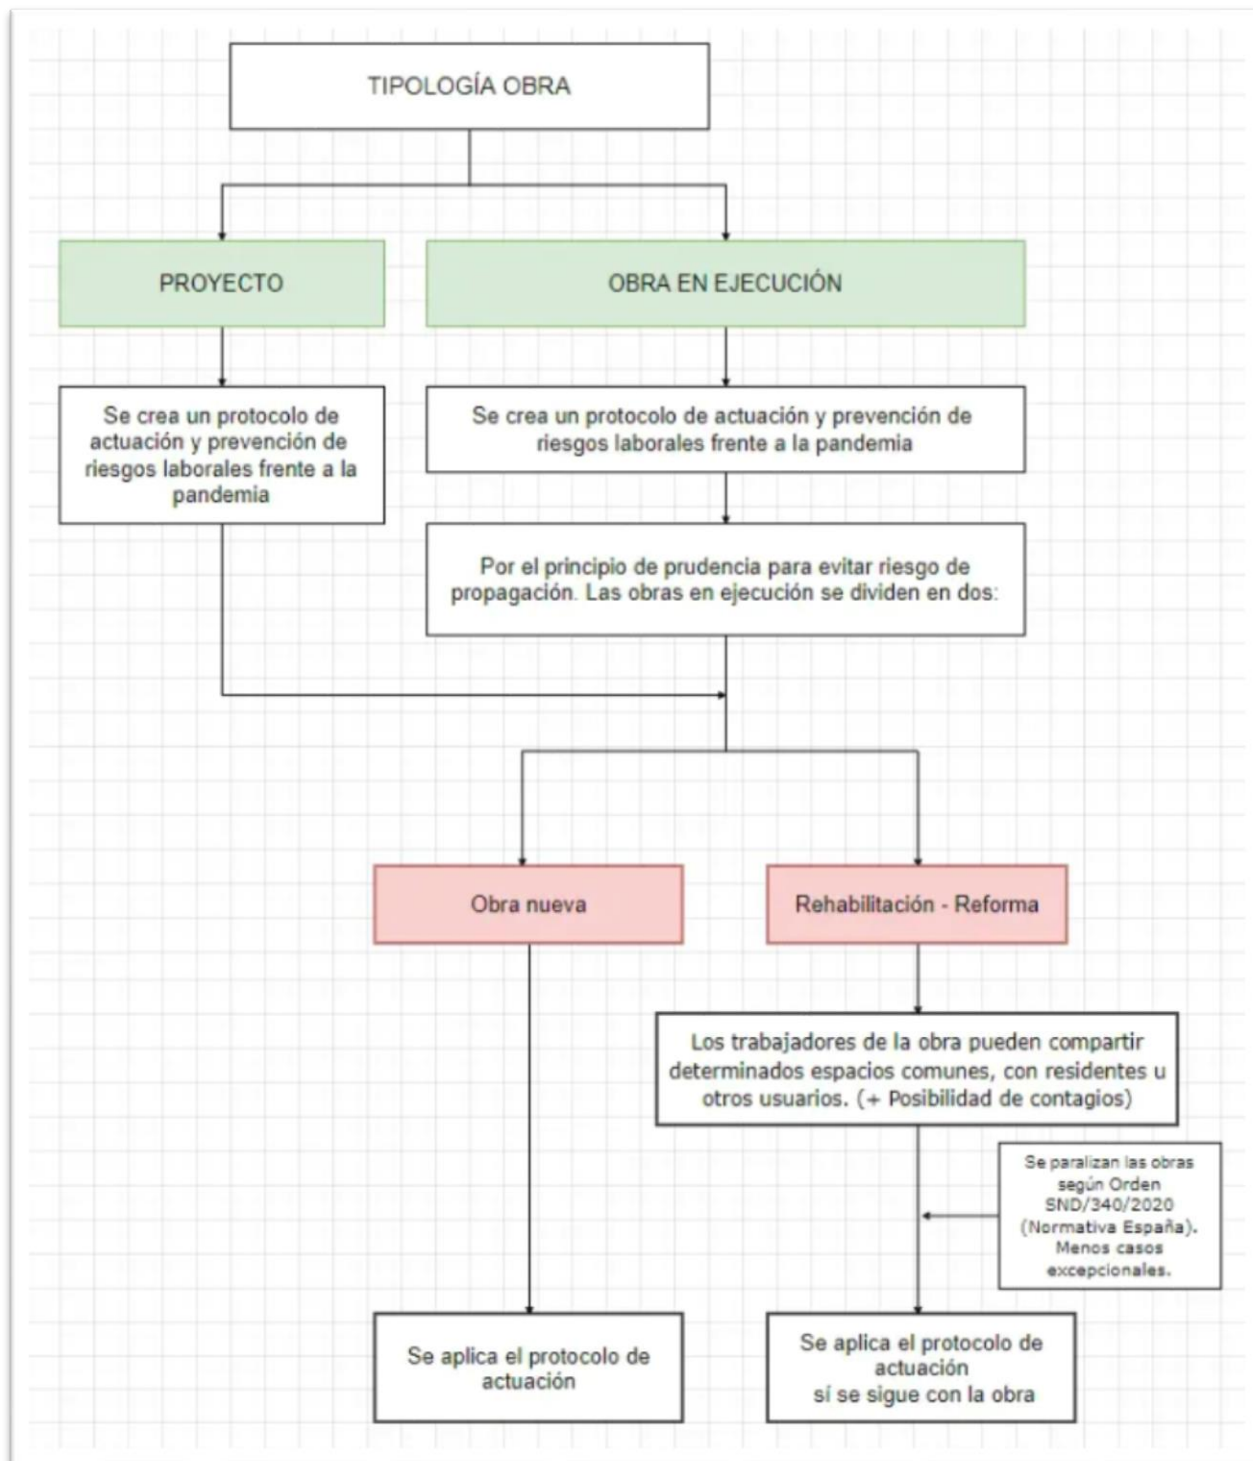 TIPOLOGÍA OBRA
PROYECTO
OBRA EN EJECUCIÓN
Se crea un protocolo de
actuación y prevención de
riesgos laborales frente a la
pandemia
Se crea un protocolo de actuación y prevención de
riesgos laborales frente a la pandemia
Por el principio de prudencia para evitar riesgo de
propagación. Las obras en ejecución se dividen en dos:
Obra nueva
Rehabilitación - Reforma
Los trabajadores de la obra pueden compartir
determinados espacios comunes, con residentes u
otros usuarios. (+ Posibilidad de contagios)
Se paralizan las obras
según Orden
SND/340/2020
(Normativa España).
Menos casos
excepcionales.
Se aplica el protocolo de
actuación
Se aplica el protocolo de
actuación
sí se sigue con la obra